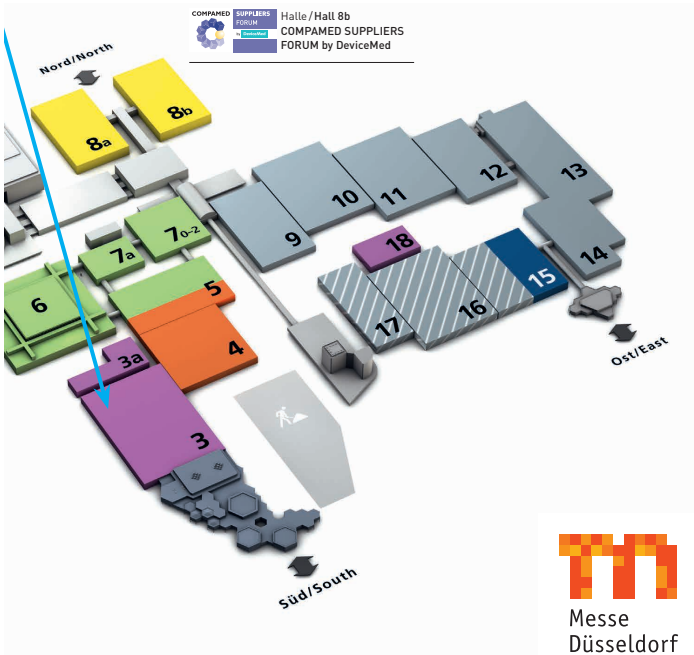 COMPAMED
SUPPLIERS
FORUM
by DeviceMed
Halle / Hall 8b
COMPAMED SUPPLIERS
FORUM by DeviceMed
Nord/North
8a
8b
10
11
12
13
9
7a
7 0-2
18
14
15
6
5
17
16
4
3a
3
Ost/East
Süd/South
Messe
Düsseldorf